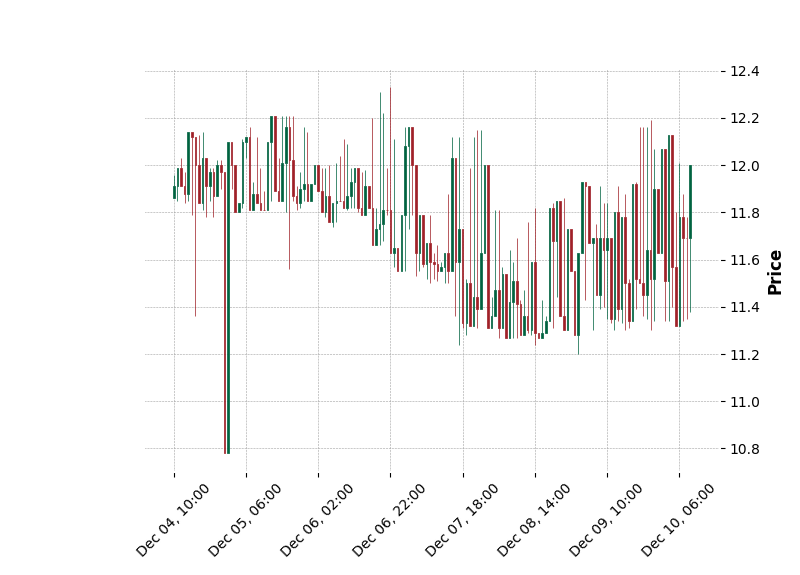 12.4
12.2
12.0
11.8
11.6
11.4
11.2
11.0
10.8
Price
Dec 04, 10:00
Dec 05, 06:00
Dec 06, 02:00
Dec 06, 22:00
Dec 07, 18:00
Dec 08, 14:00
Dec 09, 10:00
Dec 10, 06:00